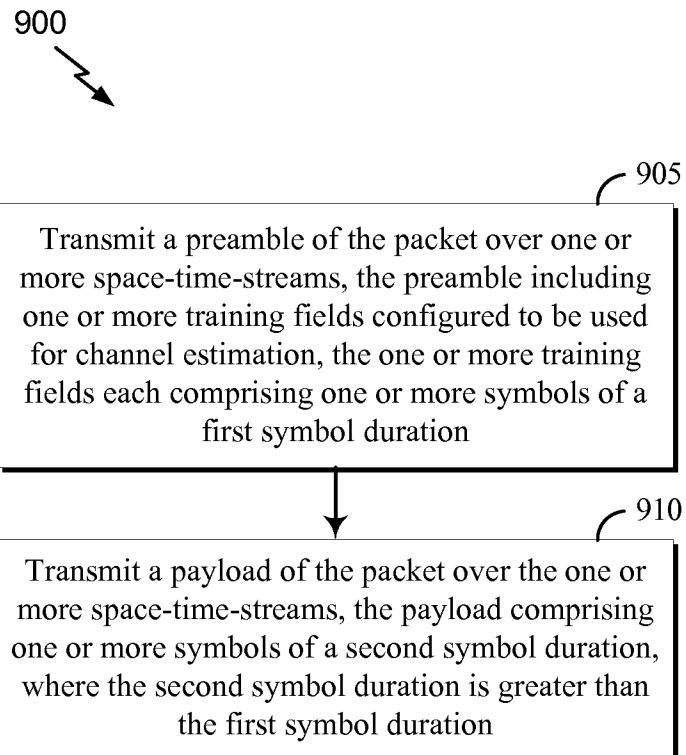 900
905
Transmit a preamble of the packet over one or
more space-time-streams, the preamble including
one or more training fields configured to be used
for channel estimation, the one or more training
fields each comprising one or more symbols of a
first symbol duration
910
Transmit a payload of the packet over the one or
more space-time-streams, the payload comprising
one or more symbols of a second symbol duration,
where the second symbol duration is greater than
the first symbol duration